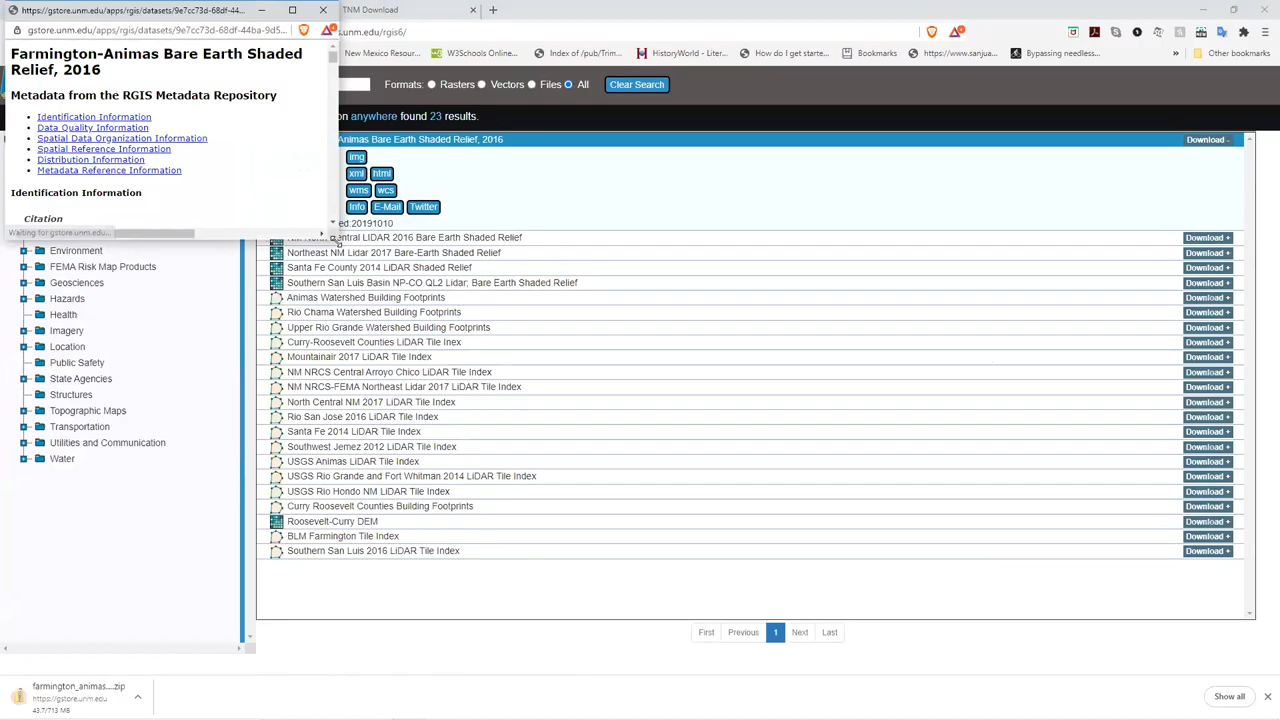 https://gstore.unm.edu/apps/rgis/datasets/9e7cc73d-68df-44...
TNM Download
gstore.unm.edu/apps/rgis/datasets/9e7cc73d-68df-44ba-9d5...
.unm.edu/rgis6/
Farmington-Animas Bare Earth Shaded
Relief, 2016
Metadata from the RGIS Metadata Repository
Identification Information
Data Quality Information
Spatial Data Organization Information
Spatial Reference Information
Distribution Information
Metadata Reference Information
Identification Information
Citation
Waiting for gstore.unm.edu...
New Mexico Resour...
W3Schools Online...
Index of /pub/Trim...
HistoryWorld - Liter...
How do I get starte...
Bookmarks
https://www.sanjua...
Bypassing needless...
»
Other bookmarks
Formats: Rasters Vectors Files All Clear Search
on anywhere found 23 results.
Animas Bare Earth Shaded Relief, 2016 Download -
img
xml html
wms wcs
Info E-Mail Twitter
ed:20191010
NM North Central LIDAR 2016 Bare Earth Shaded Relief Download +
Northeast NM Lidar 2017 Bare-Earth Shaded Relief Download +
Santa Fe County 2014 LiDAR Shaded Relief Download +
Southern San Luis Basin NP-CO QL2 Lidar; Bare Earth Shaded Relief Download +
Animas Watershed Building Footprints Download +
Rio Chama Watershed Building Footprints Download +
Upper Rio Grande Watershed Building Footprints Download +
Curry-Roosevelt Counties LiDAR Tile Inex Download +
Mountainair 2017 LiDAR Tile Index Download +
NM NRCS Central Arroyo Chico LiDAR Tile Index Download +
NM NRCS-FEMA Northeast Lidar 2017 LiDAR Tile Index Download +
North Central NM 2017 LiDAR Tile Index Download +
Rio San Jose 2016 LiDAR Tile Index Download +
Santa Fe 2014 LiDAR Tile Index Download +
Southwest Jemez 2012 LiDAR Tile Index Download +
USGS Animas LiDAR Tile Index Download +
USGS Rio Grande and Fort Whitman 2014 LiDAR Tile Index Download +
USGS Rio Hondo NM LiDAR Tile Index Download +
Curry Roosevelt Counties Building Footprints Download +
Roosevelt-Curry DEM Download +
BLM Farmington Tile Index Download +
Southern San Luis 2016 LiDAR Tile Index Download +
Environment
FEMA Risk Map Products
Geosciences
Hazards
Health
Imagery
Location
Public Safety
State Agencies
Structures
Topographic Maps
Transportation
Utilities and Communication
Water
First Previous 1 Next Last
farmington_animas....zip
https://gstore.unm.edu
43.7/713 MB
Show all